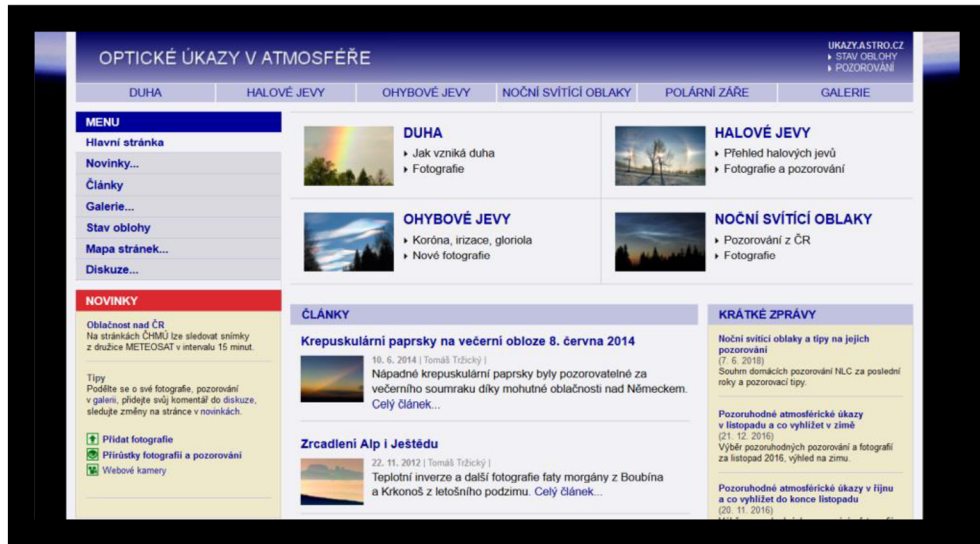 OPTICKÉ ÚKAZY V ATMOSFÉŘE
UKAZY.ASTRO.CZ
STAV OBLOHY
POZOROVÁNÍ
DUHA
HALOVÉ JEVY
OHYBOVÉ JEVY
NOČNÍ SVÍTÍCÍ OBLAKY
POLÁRNÍ ZÁŘE
GALERIE
MENU
Hlavní stránka
Novinky...
Články
Galerie...
Stav oblohy
Mapa stránek...
Diskuze...
NOVINKY
Oblačnost nad ČR
Na stránkách ČHMÚ lze sledovat snímky
z družice METEOSAT v intervalu 15 minut.
Tipy
Podělte se o své fotografie, pozorování
v galerii, přidejte svůj komentář do diskuze,
sledujte změny na stránce v novinkách.
Přidat fotografie
Přírůstky fotografií a pozorování
Webové kamery
DUHA
Jak vzniká duha
Fotografie
HALOVÉ JEVY
Přehled halových jevů
Fotografie a pozorování
OHYBOVÉ JEVY
Koróna, irizace, gloriola
Nové fotografie
NOČNÍ SVÍTÍCÍ OBLAKY
Pozorování z ČR
Fotografie
ČLÁNKY
Krepuskulární paprsky na večerní obloze 8. června 2014
10. 6. 2014 | Tomáš Tržický |
Nápadné krepuskulární paprsky byly pozorovatelné za
večerního soumraku díky mohutné oblačnosti nad Německem.
Celý článek...
Zrcadlení Alp i Ještědu
22. 11. 2012 | Tomáš Tržický |
Teplotní inverze a další fotografie faty morgány z Boubína
a Krkonoš z letošního podzimu. Celý článek...
KRÁTKÉ ZPRÁVY
Noční svítící oblaky a tipy na jejich
pozorování
(7. 6. 2018)
Souhrn domácích pozorování NLC za poslední
roky a pozorovací tipy.
Pozoruhodné atmosférické úkazy
v listopadu a co vyhlížet v zimě
(21. 12. 2016)
Výběr pozoruhodných pozorování a fotografií
za listopad 2016, výhled na zimu.
Pozoruhodné atmosférické úkazy v říjnu
a co vyhlížet do konce listopadu
(20. 11. 2016)